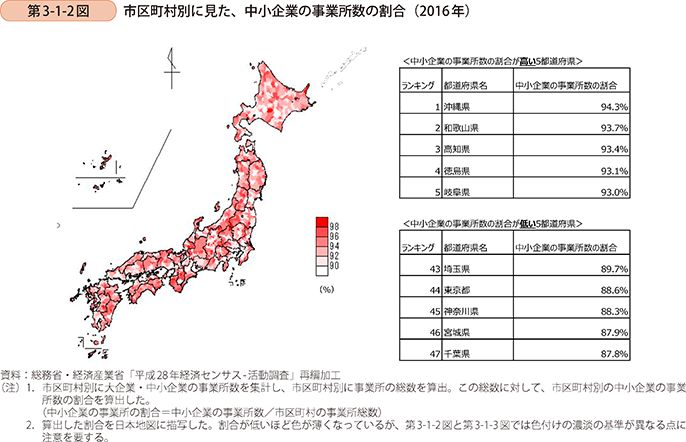 第3-1-2図 市区町村別に見た、中小企業の事業所数の割合（2016年）
＜中小企業の事業所数の割合が高い5都道府県＞
ランキング 都道府県名 中小企業の事業所数の割合
1 沖縄県 94.3%
2 和歌山県 93.7%
3 高知県 93.4%
4 徳島県 93.1%
5 岐阜県 93.0%
98
96
94
92
90
（%）
＜中小企業の事業所数の割合が低い5都道府県＞
ランキング 都道府県名 中小企業の事業所数の割合
43 埼玉県 89.7%
44 東京都 88.6%
45 神奈川県 88.3%
46 宮城県 87.9%
47 千葉県 87.8%
資料：総務省・経済産業省「平成28年経済センサス‐活動調査」再編加工
（注）1．市区町村別に大企業・中小企業の事業所数を集計し、市区町村別に事業所の総数を算出。この総数に対して、市区町村別の中小企業の事業
所数の割合を算出した。
（中小企業の事業所の割合＝中小企業の事業所数／市区町村の事業所総数）
2．算出した割合を日本地図に描写した。割合が低いほど色が薄くなっているが、第3-1-2図と第3-1-3図では色付けの濃淡の基準が異なる点に
注意を要する。